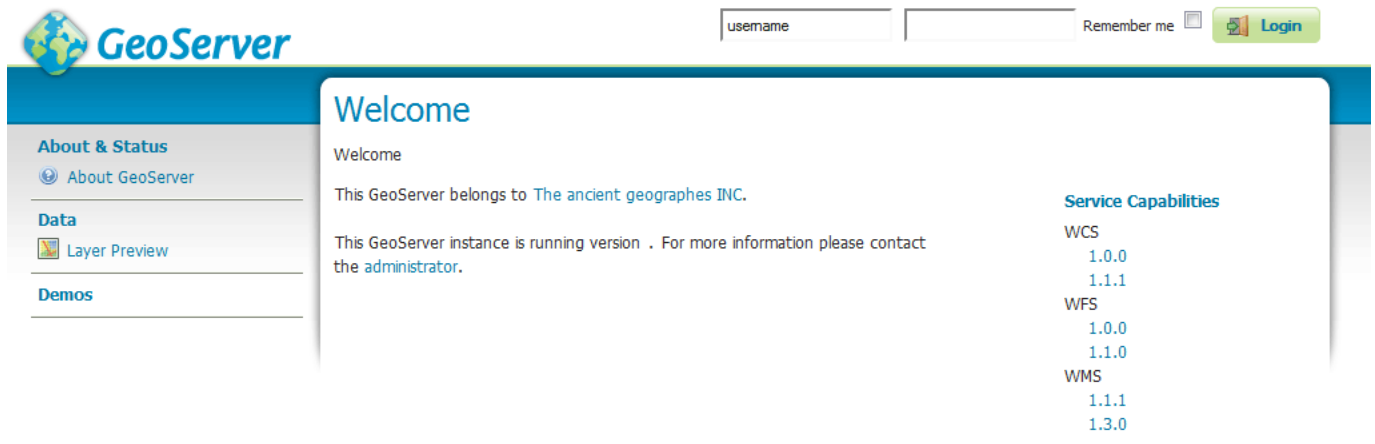 GeoServer
username
Remember me
Login
Welcome
About & Status
About GeoServer
Data
Layer Preview
Demos
Welcome
This GeoServer belongs to The ancient geographes INC.
This GeoServer instance is running version . For more information please contact
the administrator.
Service Capabilities
WCS
1.0.0
1.1.1
WFS
1.0.0
1.1.0
WMS
1.1.1
1.3.0